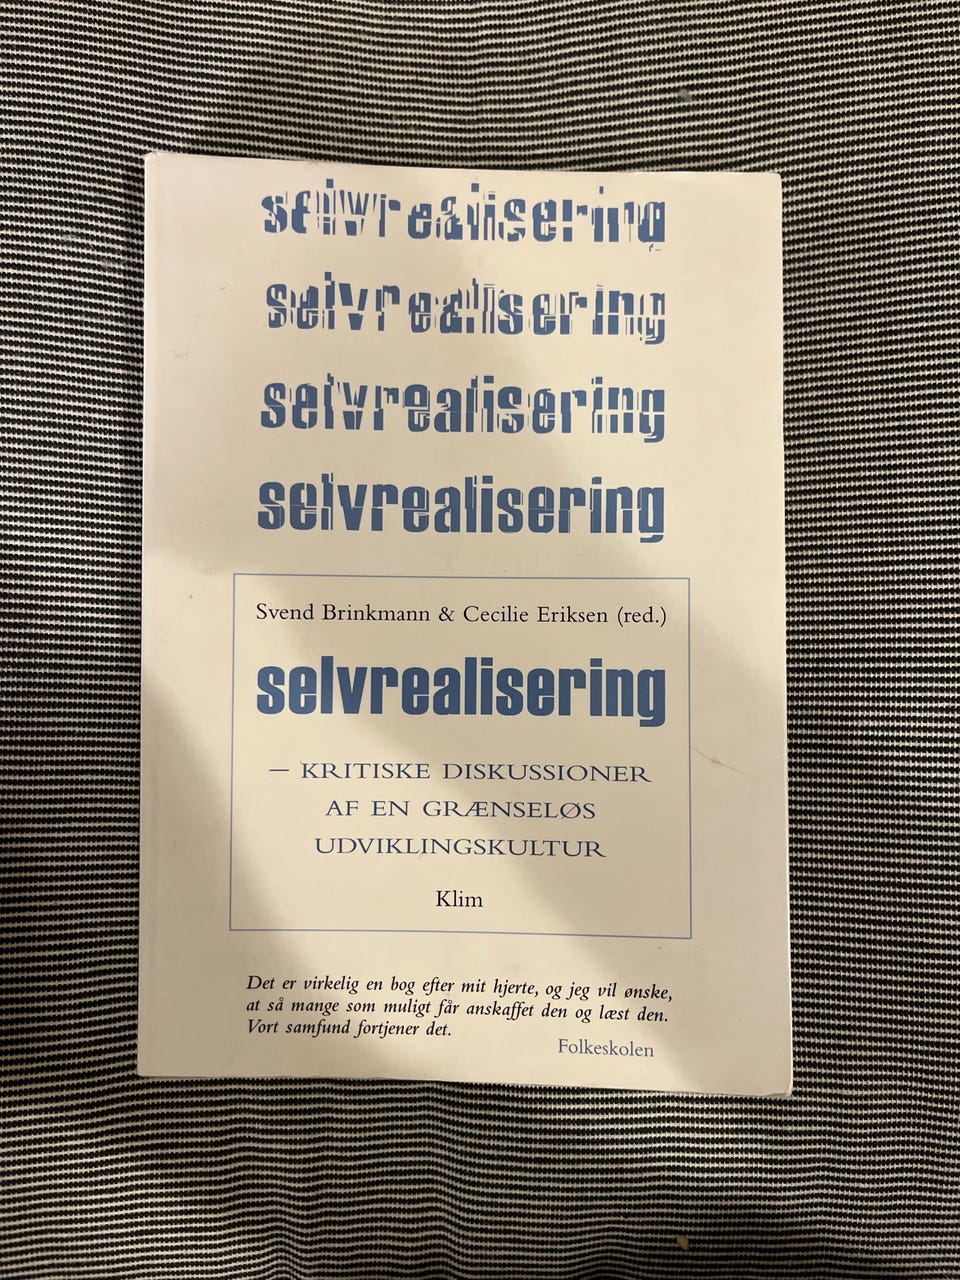 selvrealisering
selvrealisering
selvrealisering
selvrealisering
Svend Brinkmann & Cecilie Eriksen (red.)
selvrealisering
– KRITISKE DISKUSSIONER
AF EN GRÆNSELØS
UDVIKLINGSKULTUR
Klim
Det er virkelig en bog efter mit hjerte, og jeg vil ønske,
at så mange som muligt får anskaffet den og læst den.
Vort samfund fortjener det.
Folkeskolen